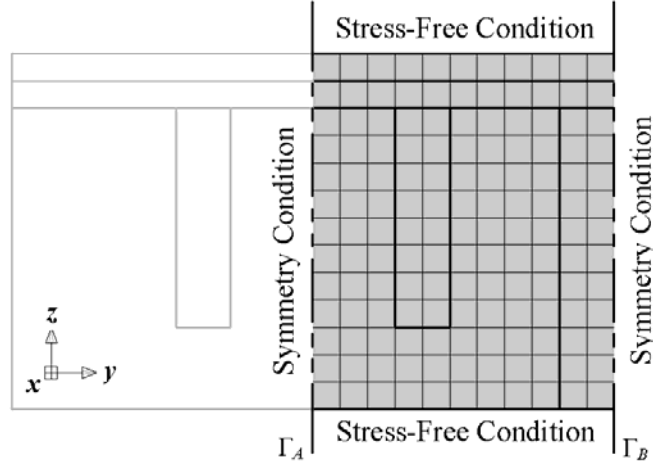 Stress-Free Condition
Symmetry Condition
Symmetry Condition
z
x
y
Stress-Free Condition
Γ_A
Γ_B